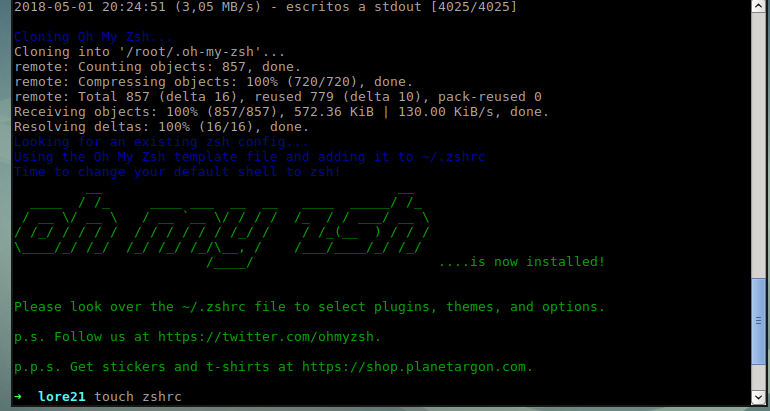 2018-05-01 20:24:51 (3,05 MB/s) - escritos a stdout [4025/4025]
Cloning Oh My Zsh...
Cloning into '/root/.oh-my-zsh'...
remote: Counting objects: 857, done.
remote: Compressing objects: 100% (720/720), done.
remote: Total 857 (delta 16), reused 779 (delta 10), pack-reused 0
Receiving objects: 100% (857/857), 572.36 KiB | 130.00 KiB/s, done.
Resolving deltas: 100% (16/16), done.
Looking for an existing zsh config...
Using the Oh My Zsh template file and adding it to ~/.zshrc
Time to change your default shell to zsh!
oh my zsh
....is now installed!
Please look over the ~/.zshrc file to select plugins, themes, and options.
p.s. Follow us at https://twitter.com/ohmyzsh.
p.p.s. Get stickers and t-shirts at https://shop.planetargon.com.
➜ lore21 touch zshrc